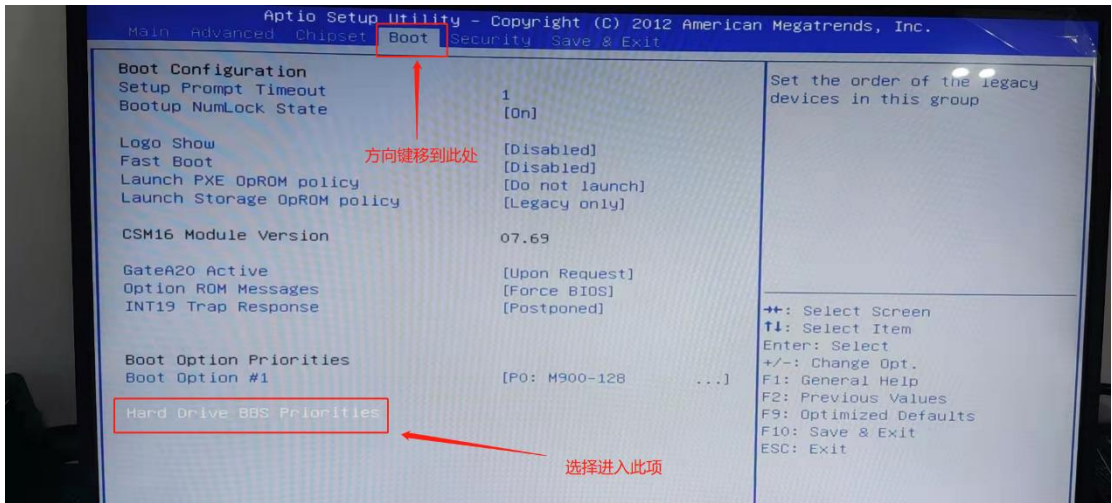 Aptio Setup Utility – Copyright (C) 2012 American Megatrends, Inc.
Main Advanced Chipset Boot Security Save & Exit
Boot Configuration
Setup Prompt Timeout 1
Bootup NumLock State [On]
Logo Show [Disabled]
Fast Boot [Disabled]
Launch PXE OpROM policy [Do not launch]
Launch Storage OpROM policy [Legacy only]
CSM16 Module Version 07.69
GateA20 Active [Upon Request]
Option ROM Messages [Force BIOS]
INT19 Trap Response [Postponed]
Boot Option Priorities
Boot Option #1 [P0: M900-128 ...]
Hard Drive BBS Priorities
方向键移到此处
选择进入此项
Set the order of the legacy
devices in this group
→←: Select Screen
↑↓: Select Item
Enter: Select
+/-: Change Opt.
F1: General Help
F2: Previous Values
F9: Optimized Defaults
F10: Save & Exit
ESC: Exit